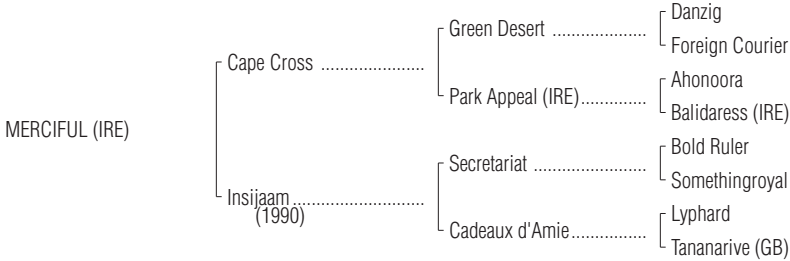 Danzig
Green Desert ....................
Foreign Courier
Cape Cross ......................
Ahonoora
Park Appeal (IRE)..............
Balidaress (IRE)
MERCIFUL (IRE)
Bold Ruler
Secretariat ........................
Somethingroyal
Insijaam ............................
(1990)
Lyphard
Cadeaux d'Amie................
Tananarive (GB)